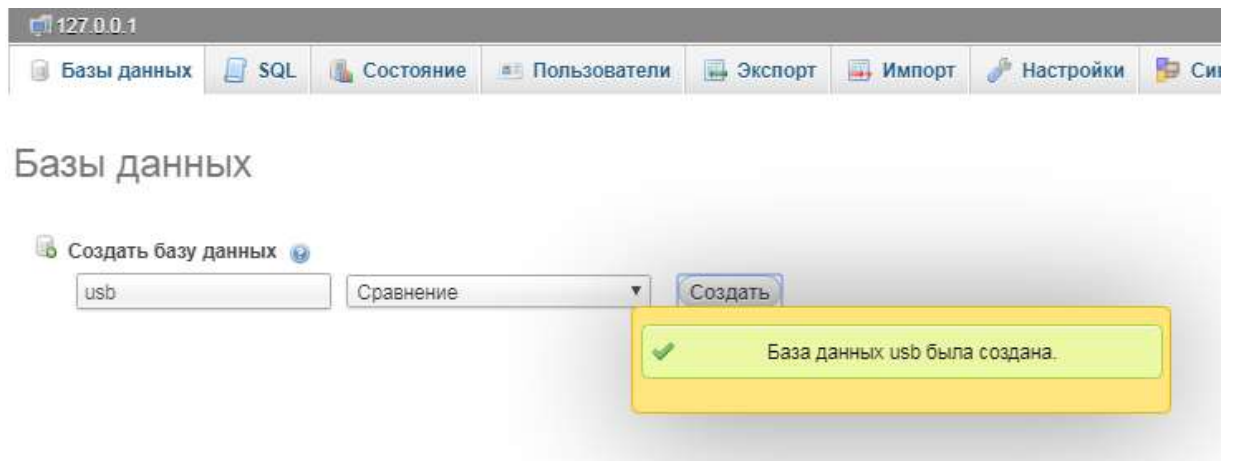 127.0.0.1
Базы данных SQL Состояние Пользователи Экспорт Импорт Настройки
Базы данных
Создать базу данных
usb Сравнение Создать
База данных usb была создана.